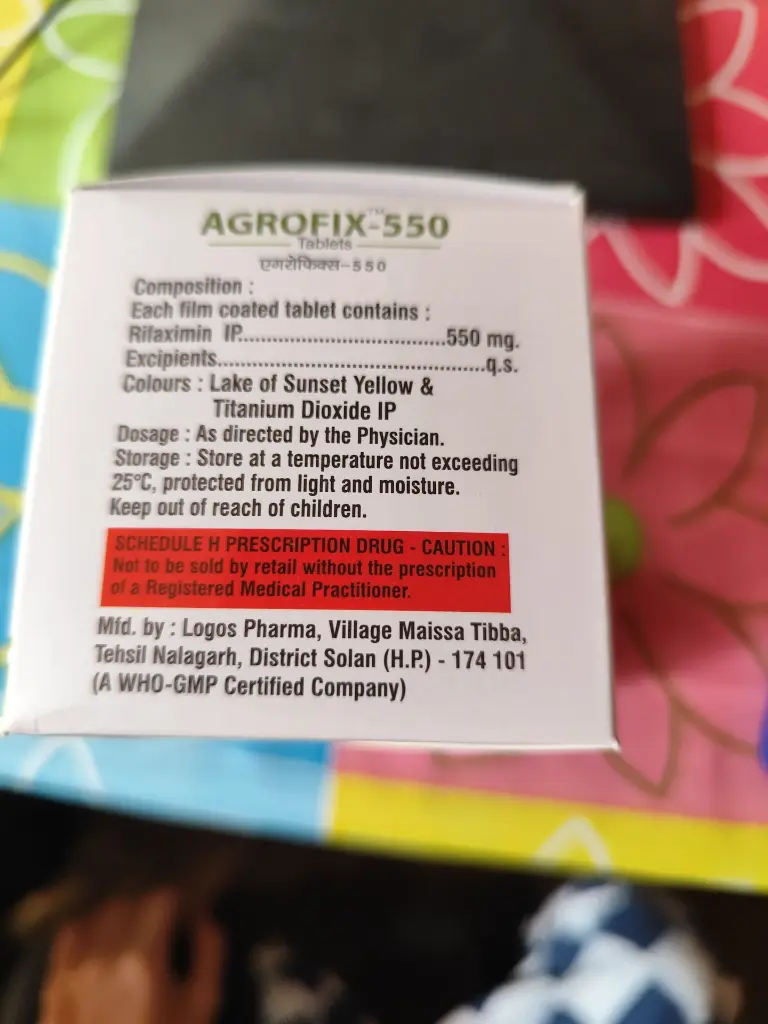 AGROFIX™-550
Tablets
एगरोफिक्स-550
Composition :
Each film coated tablet contains :
Rifaximin IP..................................550 mg.
Excipients............................................q.s.
Colours : Lake of Sunset Yellow &
Titanium Dioxide IP
Dosage : As directed by the Physician.
Storage : Store at a temperature not exceeding
25°C, protected from light and moisture.
Keep out of reach of children.
SCHEDULE H PRESCRIPTION DRUG - CAUTION :
Not to be sold by retail without the prescription
of a Registered Medical Practitioner.
Mfd. by : Logos Pharma, Village Maissa Tibba,
Tehsil Nalagarh, District Solan (H.P.) - 174 101
(A WHO-GMP Certified Company)